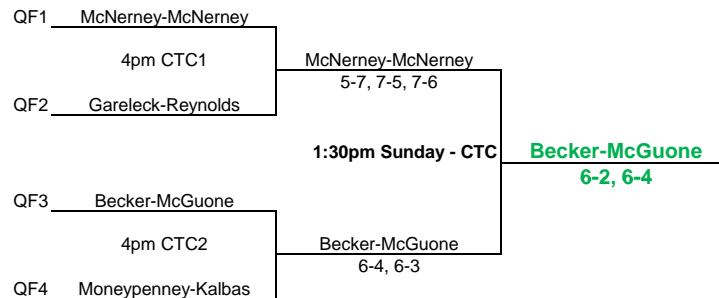 QF1 McNerney-McNerney
4pm CTC1
McNerney-McNerney
5-7, 7-5, 7-6
QF2 Gareleck-Reynolds
1:30pm Sunday - CTC
Becker-McGuone
6-2, 6-4
QF3 Becker-McGuone
4pm CTC2
Becker-McGuone
6-4, 6-3
QF4 Moneypenney-Kalbas